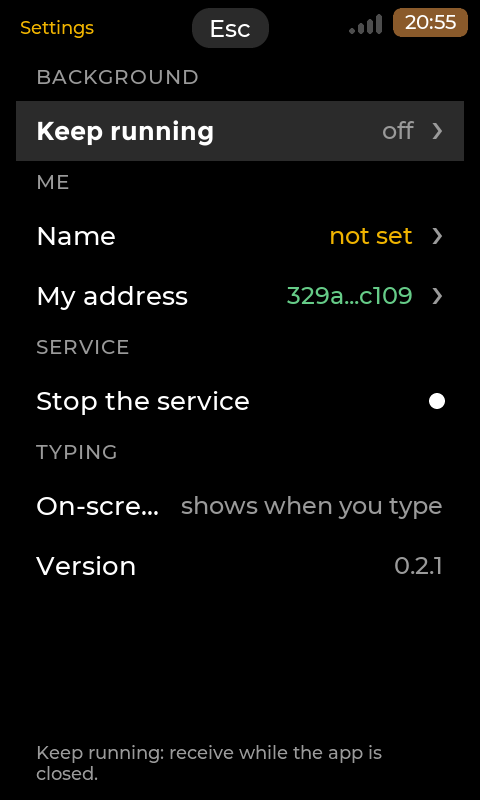 Settings
Esc
20:55
BACKGROUND
Keep running off
ME
Name not set
My address 329a...c109
SERVICE
Stop the service
TYPING
On-scre... shows when you type
Version 0.2.1
Keep running: receive while the app is
closed.